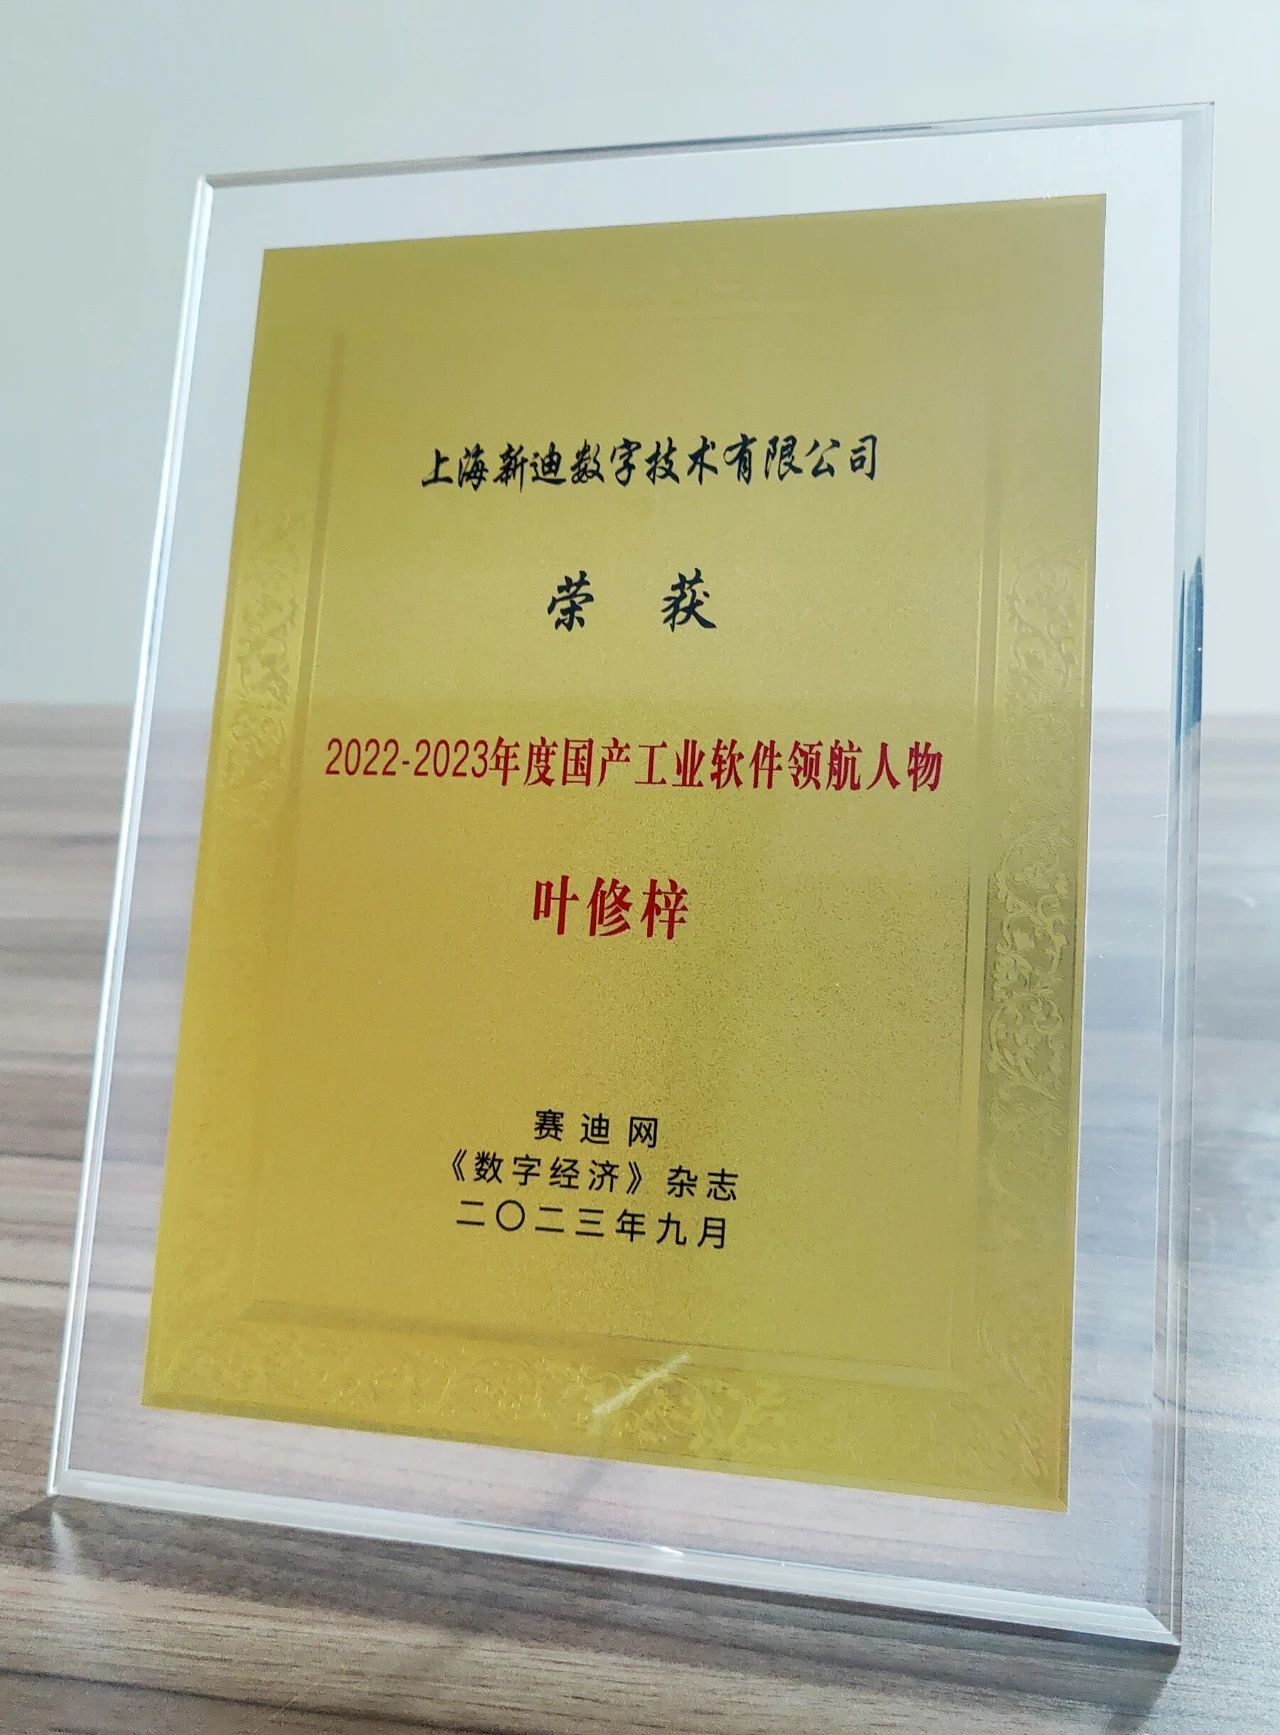 上海新迪数字技术有限公司
荣 获
2022-2023年度国产工业软件领航人物
叶修梓
赛迪网
《数字经济》杂志
二〇二三年九月